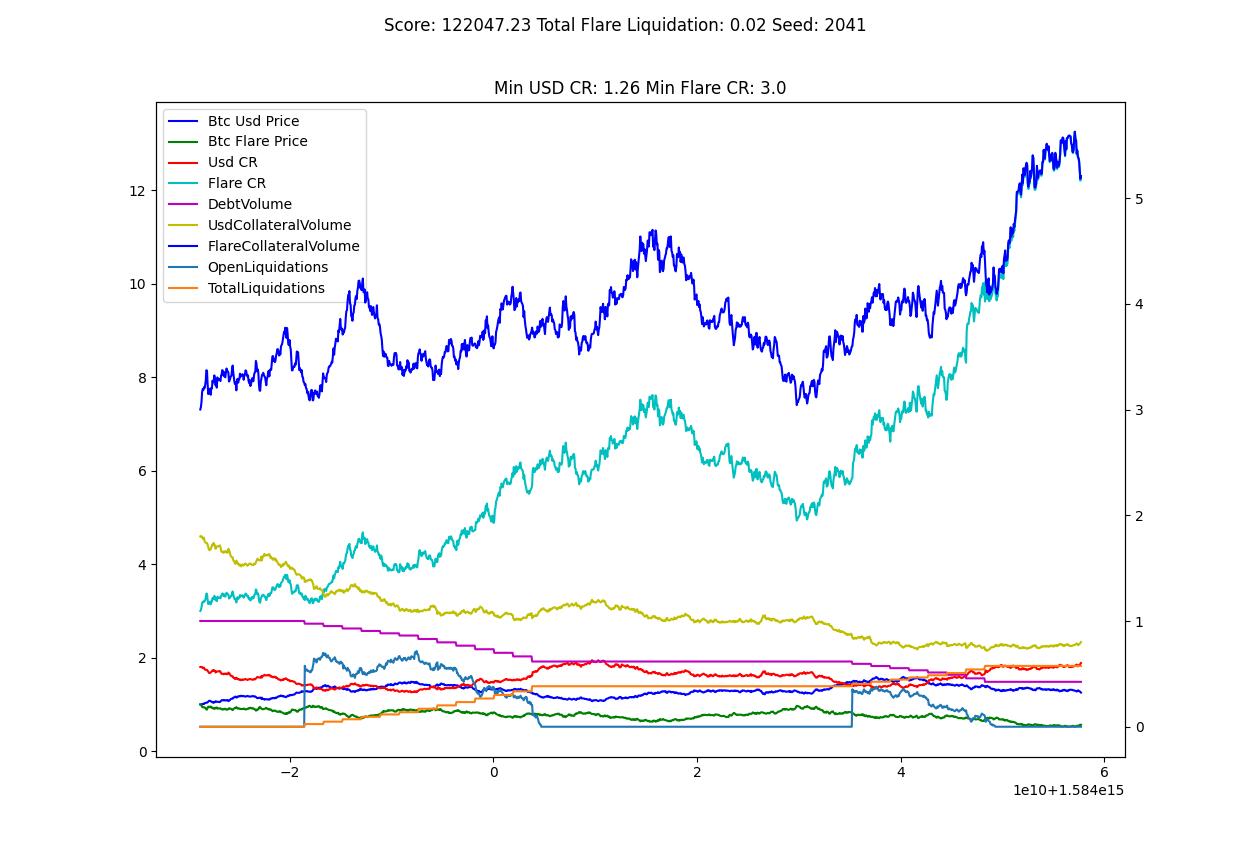 Score: 122047.23 Total Flare Liquidation: 0.02 Seed: 2041
Min USD CR: 1.26 Min Flare CR: 3.0
Btc Usd Price
Btc Flare Price
Usd CR
Flare CR
DebtVolume
UsdCollateralVolume
FlareCollateralVolume
OpenLiquidations
TotalLiquidations
12
10
8
6
4
2
0
5
4
3
2
1
0
−2
0
2
4
6
1e10+1.584e15